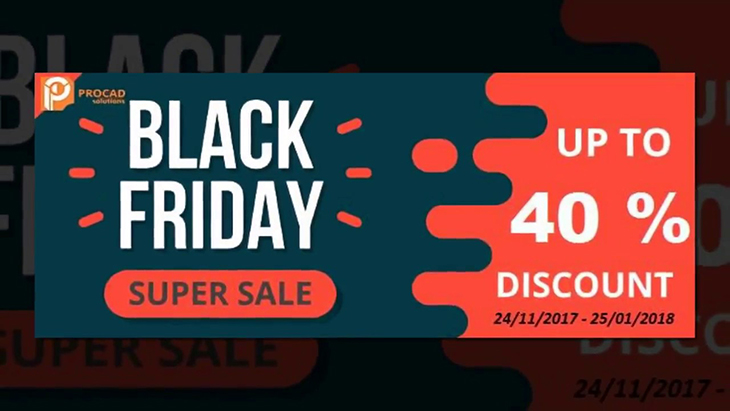 PROCAD
solutions
BLACK
FRIDAY
SUPER SALE
UP TO
40 %
DISCOUNT
24/11/2017 - 25/01/2018